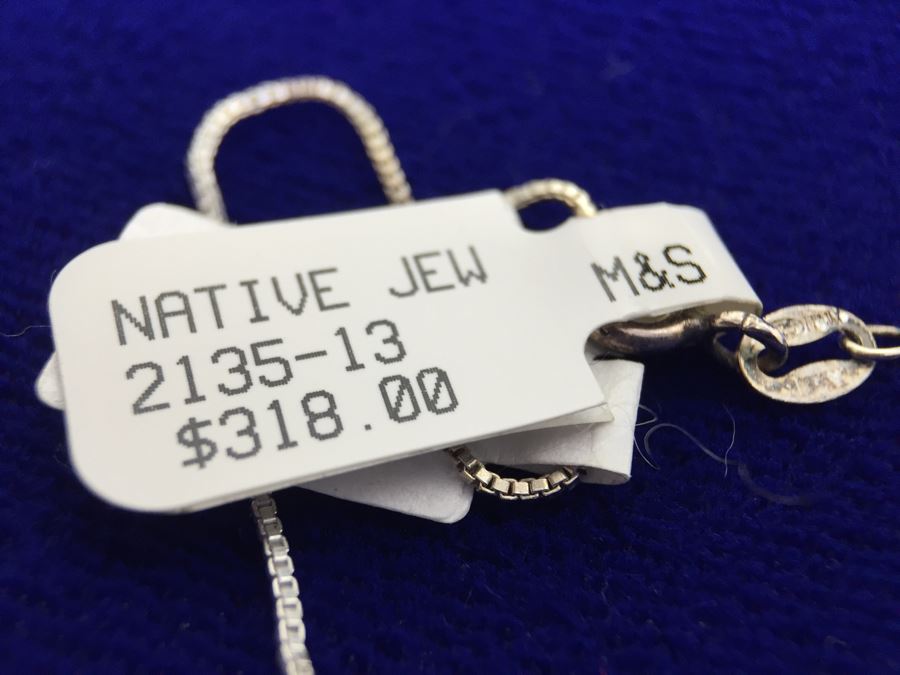 NATIVE JEW
2135-13
$318.00
M&S